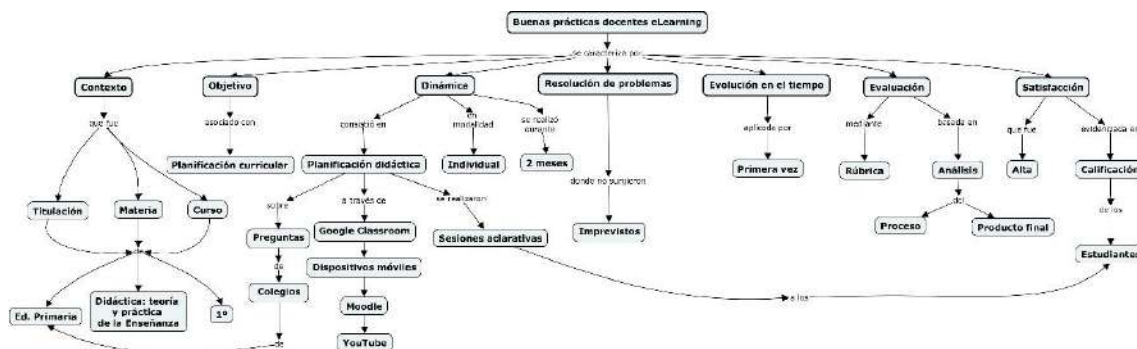 Buenas prácticas docentes eLearning
se caracteriza por
Contexto
Objetivo
Dinámica
Resolución de problemas
Evolución en el tiempo
Evaluación
Satisfacción
que fue
asociado con
consistió en
en
modalidad
se realizó
durante
donde no surgieron
aplicada por
mediante
basada en
que fue
evidenciada en
Planificación curricular
Planificación didáctica
Individual
2 meses
Primera vez
Rúbrica
Análisis
Alta
Calificación
Titulación
Materia
Curso
sobre
a través de
se realizaron
Imprevistos
del
de los
Preguntas
Google Classroom
Sesiones aclarativas
Proceso
Producto final
Estudiantes
de
de
Dispositivos móviles
Colegios
Moodle
a los
Ed. Primaria
Didáctica: teoría
y práctica
de la Enseñanza
1º
de
YouTube